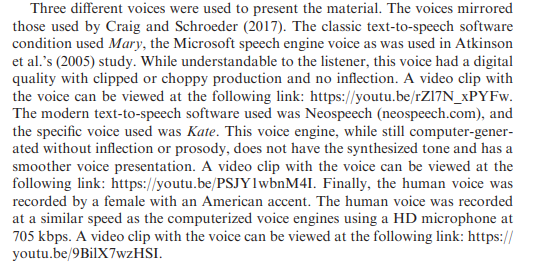 Three different voices were used to present the material. The voices mirrored
those used by Craig and Schroeder (2017). The classic text-to-speech software
condition used Mary, the Microsoft speech engine voice as was used in Atkinson
et al.’s (2005) study. While understandable to the listener, this voice had a digital
quality with clipped or choppy production and no inflection. A video clip with
the voice can be viewed at the following link: https://youtu.be/rZl7N_xPYFw.
The modern text-to-speech software used was Neospeech (neospeech.com), and
the specific voice used was Kate. This voice engine, while still computer-gener-
ated without inflection or prosody, does not have the synthesized tone and has a
smoother voice presentation. A video clip with the voice can be viewed at the
following link: https://youtu.be/PSJY1wbnM4I. Finally, the human voice was
recorded by a female with an American accent. The human voice was recorded
at a similar speed as the computerized voice engines using a HD microphone at
705 kbps. A video clip with the voice can be viewed at the following link: https://
youtu.be/9BilX7wzHSI.